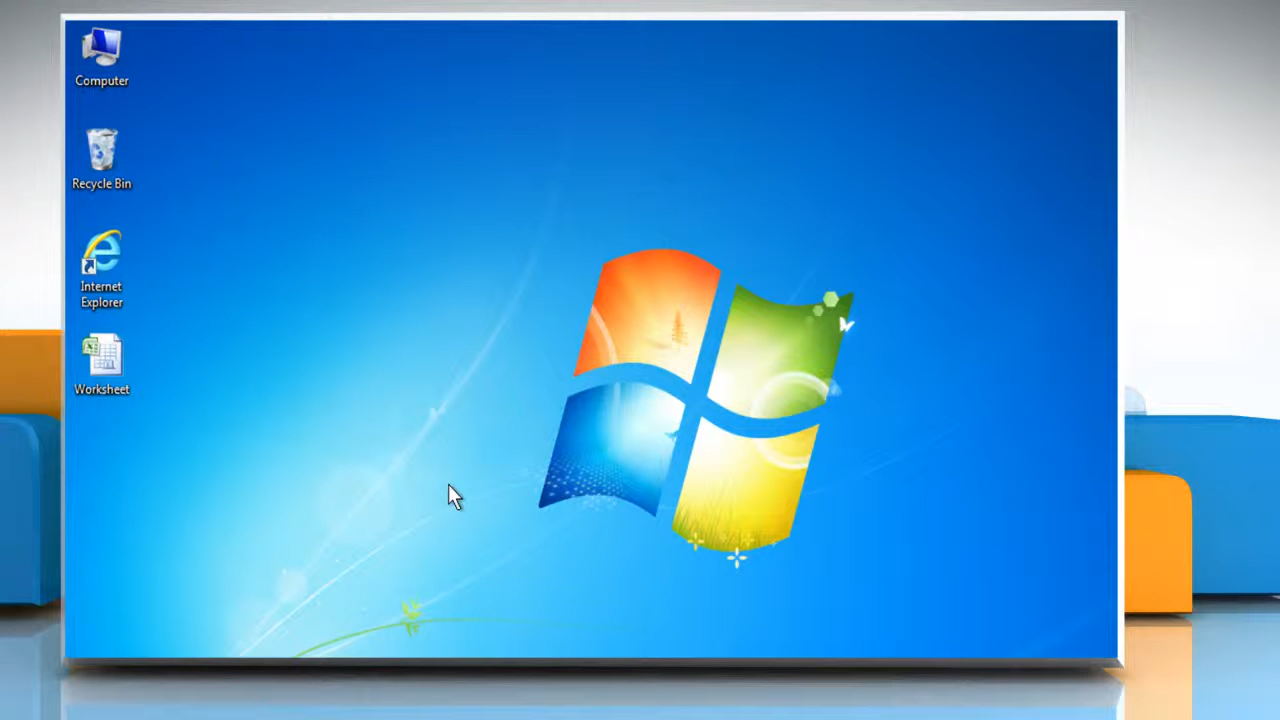 Computer
Recycle Bin
Internet
Explorer
Worksheet